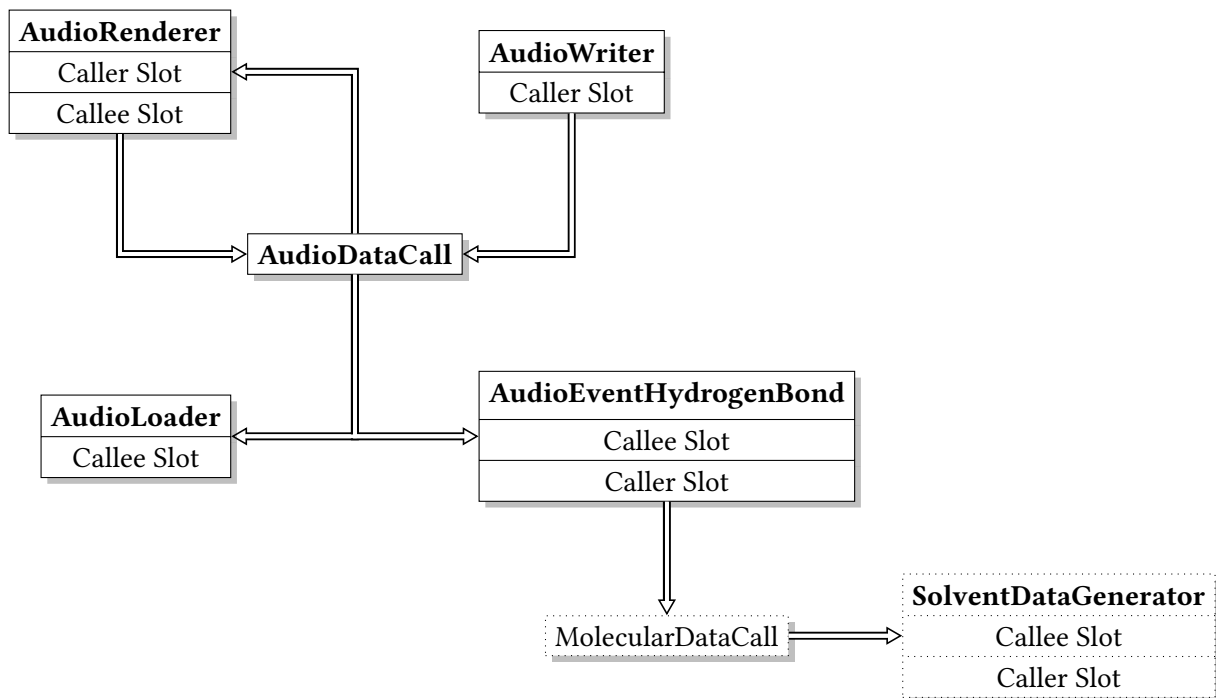 AudioRenderer
Caller Slot
Callee Slot
AudioWriter
Caller Slot
AudioDataCall
AudioLoader
Callee Slot
AudioEventHydrogenBond
Callee Slot
Caller Slot
MolecularDataCall
SolventDataGenerator
Callee Slot
Caller Slot